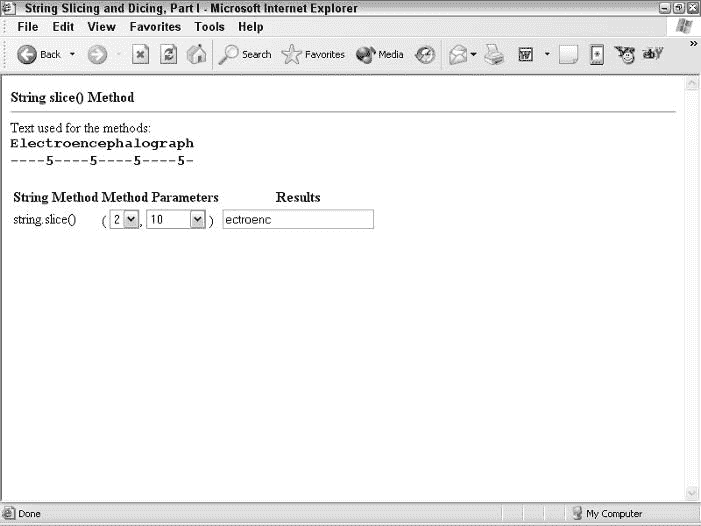 String Slicing and Dicing, Part I - Microsoft Internet Explorer
File Edit View Favorites Tools Help
Back Search Favorites Media W ebY »
String slice() Method
Text used for the methods:
Electroencephalograph
----5----5----5----5-
String Method Method Parameters Results
string.slice() ( 2 , 10 ) ectroenc
Done My Computer